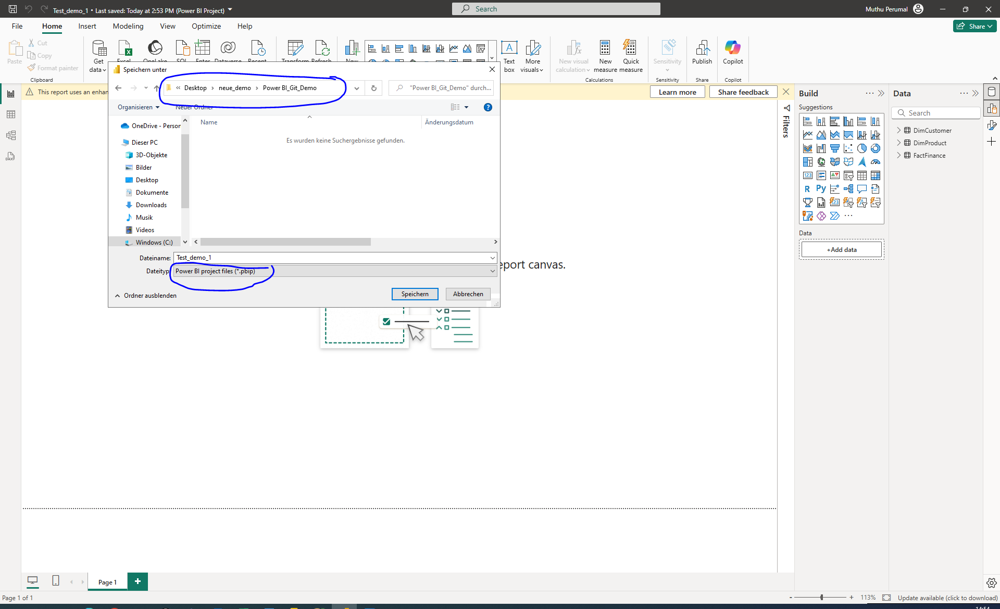 Test_demo_1 • Last saved: Today at 2:53 PM (Power BI Project)
Search
Muthu Perumal
File
Home
Insert
Modeling
View
Optimize
Help
Share
Paste
Cut
Copy
Format painter
Clipboard
Get
data
Excel
OneLake
SQL
Enter
Dataverse
Recent
Transform
Refresh
New
Text
box
More
visuals
New visual
calculation
New
measure
Quick
measure
Calculations
Sensitivity
Sensitivity
Publish
Share
Copilot
Copilot
This report uses an enhan
Learn more
Share feedback
Speichern unter
« Desktop › neue_demo › Power BI_Git_Demo
"Power BI_Git_Demo" durch...
Organisieren
Neuer Ordner
Name
Änderungsdatum
Es wurden keine Suchergebnisse gefunden.
OneDrive - Person
Dieser PC
3D-Objekte
Bilder
Desktop
Dokumente
Downloads
Musik
Videos
Windows (C:)
Dateiname: Test_demo_1
Dateityp: Power BI project files (*.pbip)
Ordner ausblenden
Speichern
Abbrechen
eport canvas.
Filters
Build
Suggestions
R
Py
123
Data
+Add data
Data
Search
DimCustomer
DimProduct
FactFinance
DAX
Page 1
Page 1 of 1
- + 113%
Update available (click to download)
14:54